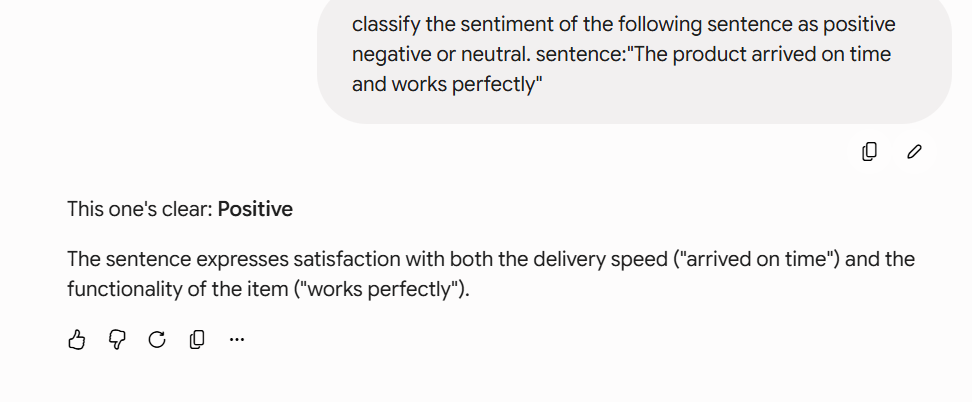 classify the sentiment of the following sentence as positive
negative or neutral. sentence:"The product arrived on time
and works perfectly"
This one's clear: Positive
The sentence expresses satisfaction with both the delivery speed ("arrived on time") and the
functionality of the item ("works perfectly").